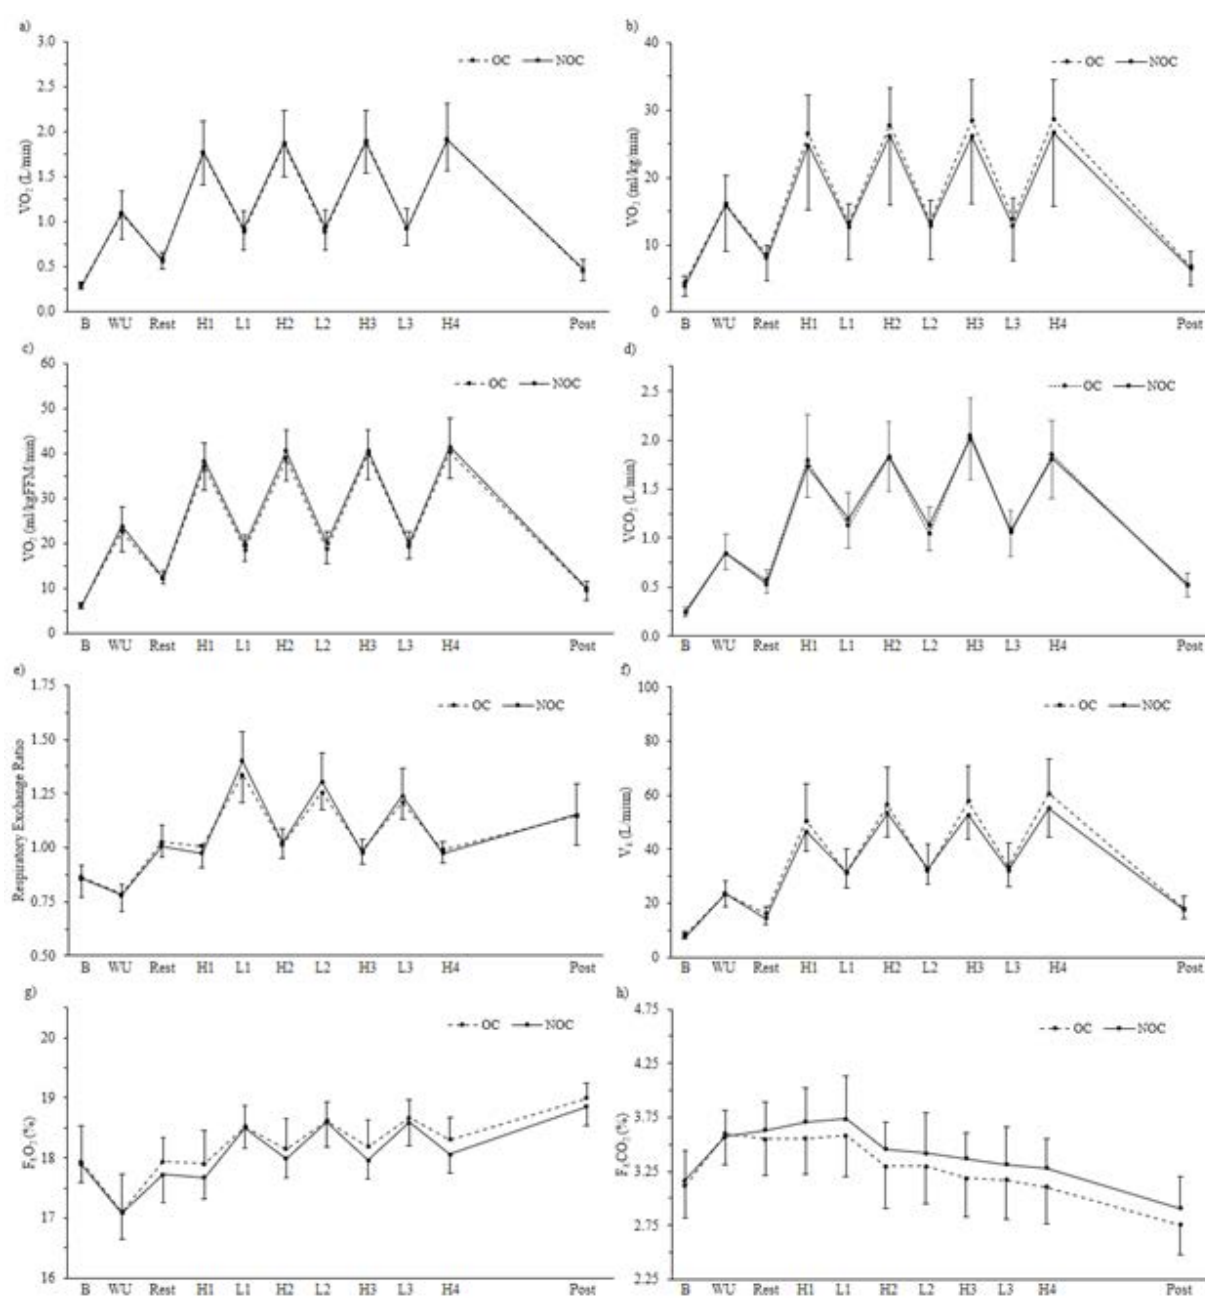 a)
3.0
2.5
2.0
1.5
1.0
0.5
0.0
VO₂ (L/min)
OC NOC
B WU Rest H1 L1 H2 L2 H3 L3 H4 Post
b)
40
30
20
10
0
VO₂ (ml/kg/min)
OC NOC
B WU Rest H1 L1 H2 L2 H3 L3 H4 Post
c)
60
50
40
30
20
10
0
VO₂ (ml/kgFFM/min)
OC NOC
B WU Rest H1 L1 H2 L2 H3 L3 H4 Post
d)
2.5
2.0
1.5
1.0
0.5
0.0
VCO₂ (L/min)
OC NOC
B WU Rest H1 L1 H2 L2 H3 L3 H4 Post
e)
1.75
1.50
1.25
1.00
0.75
0.50
Respiratory Exchange Ratio
OC NOC
B WU Rest H1 L1 H2 L2 H3 L3 H4 Post
f)
100
80
60
40
20
0
OC NOC
B WU Rest H1 L1 H2 L2 H3 L3 H4 Post
g)
20
19
18
17
16
OC NOC
B WU Rest H1 L1 H2 L2 H3 L3 H4 Post
h)
4.75
4.25
3.75
3.25
2.75
2.25
OC NOC
B WU Rest H1 L1 H2 L2 H3 L3 H4 Post